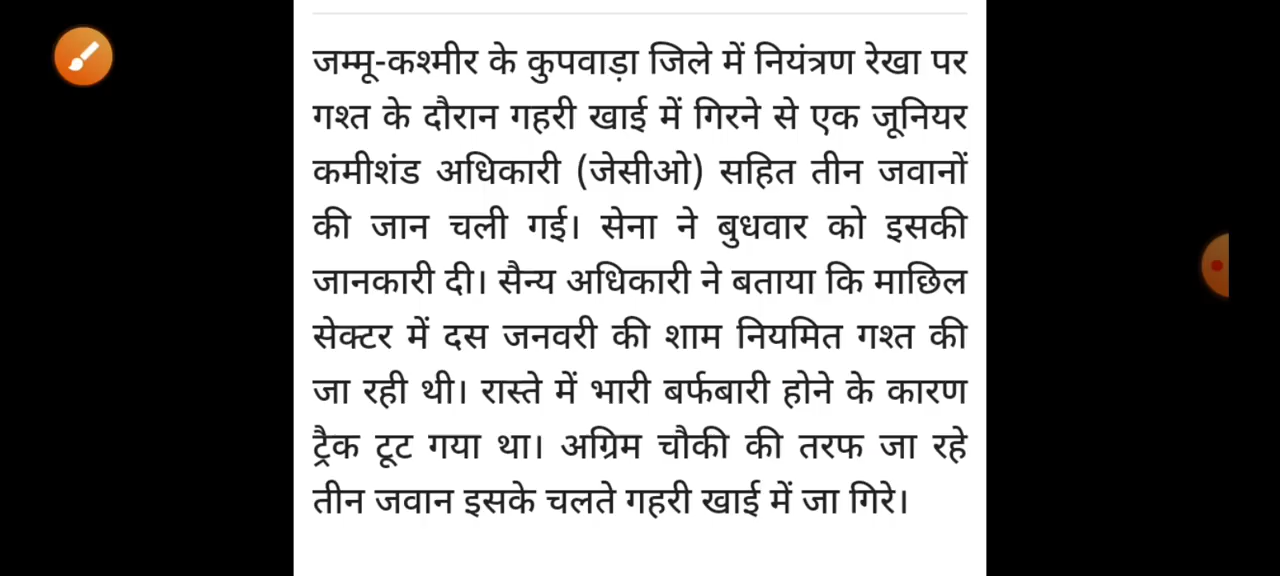 जम्मू-कश्मीर के कुपवाड़ा जिले में नियंत्रण रेखा पर
गश्त के दौरान गहरी खाई में गिरने से एक जूनियर
कमीशंड अधिकारी (जेसीओ) सहित तीन जवानों
की जान चली गई। सेना ने बुधवार को इसकी
जानकारी दी। सैन्य अधिकारी ने बताया कि माछिल
सेक्टर में दस जनवरी की शाम नियमित गश्त की
जा रही थी। रास्ते में भारी बर्फबारी होने के कारण
ट्रैक टूट गया था। अग्रिम चौकी की तरफ जा रहे
तीन जवान इसके चलते गहरी खाई में जा गिरे।